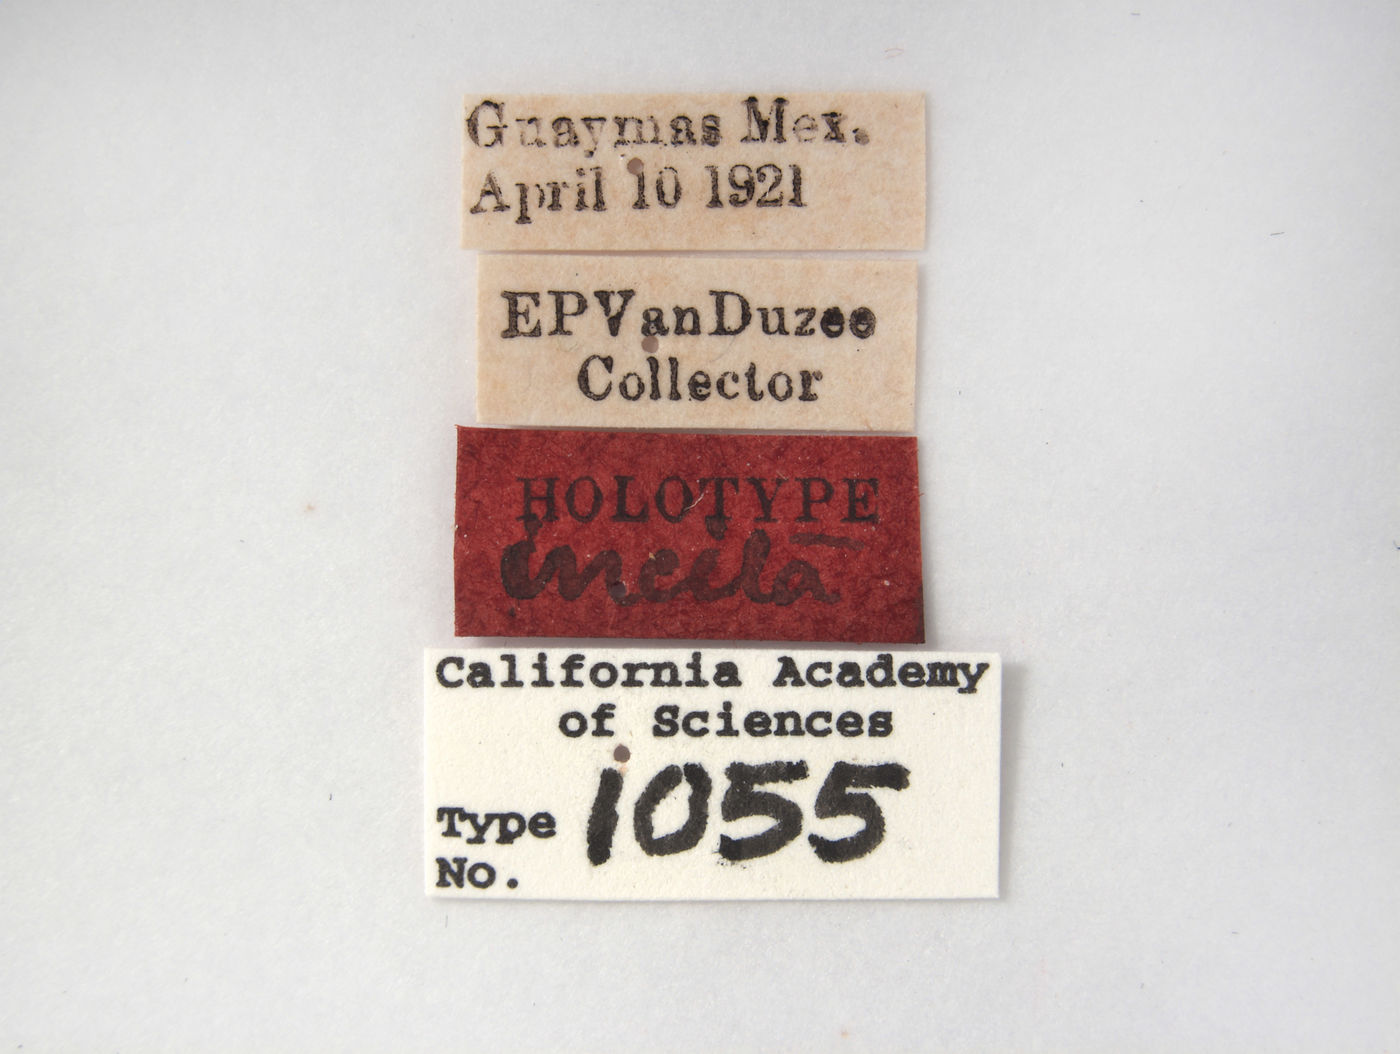 Guaymas Mex.
April 10 1921
EPVanDuzee
Collector
HOLOTYPE
incita
California Academy
of Sciences
Type No. 1055